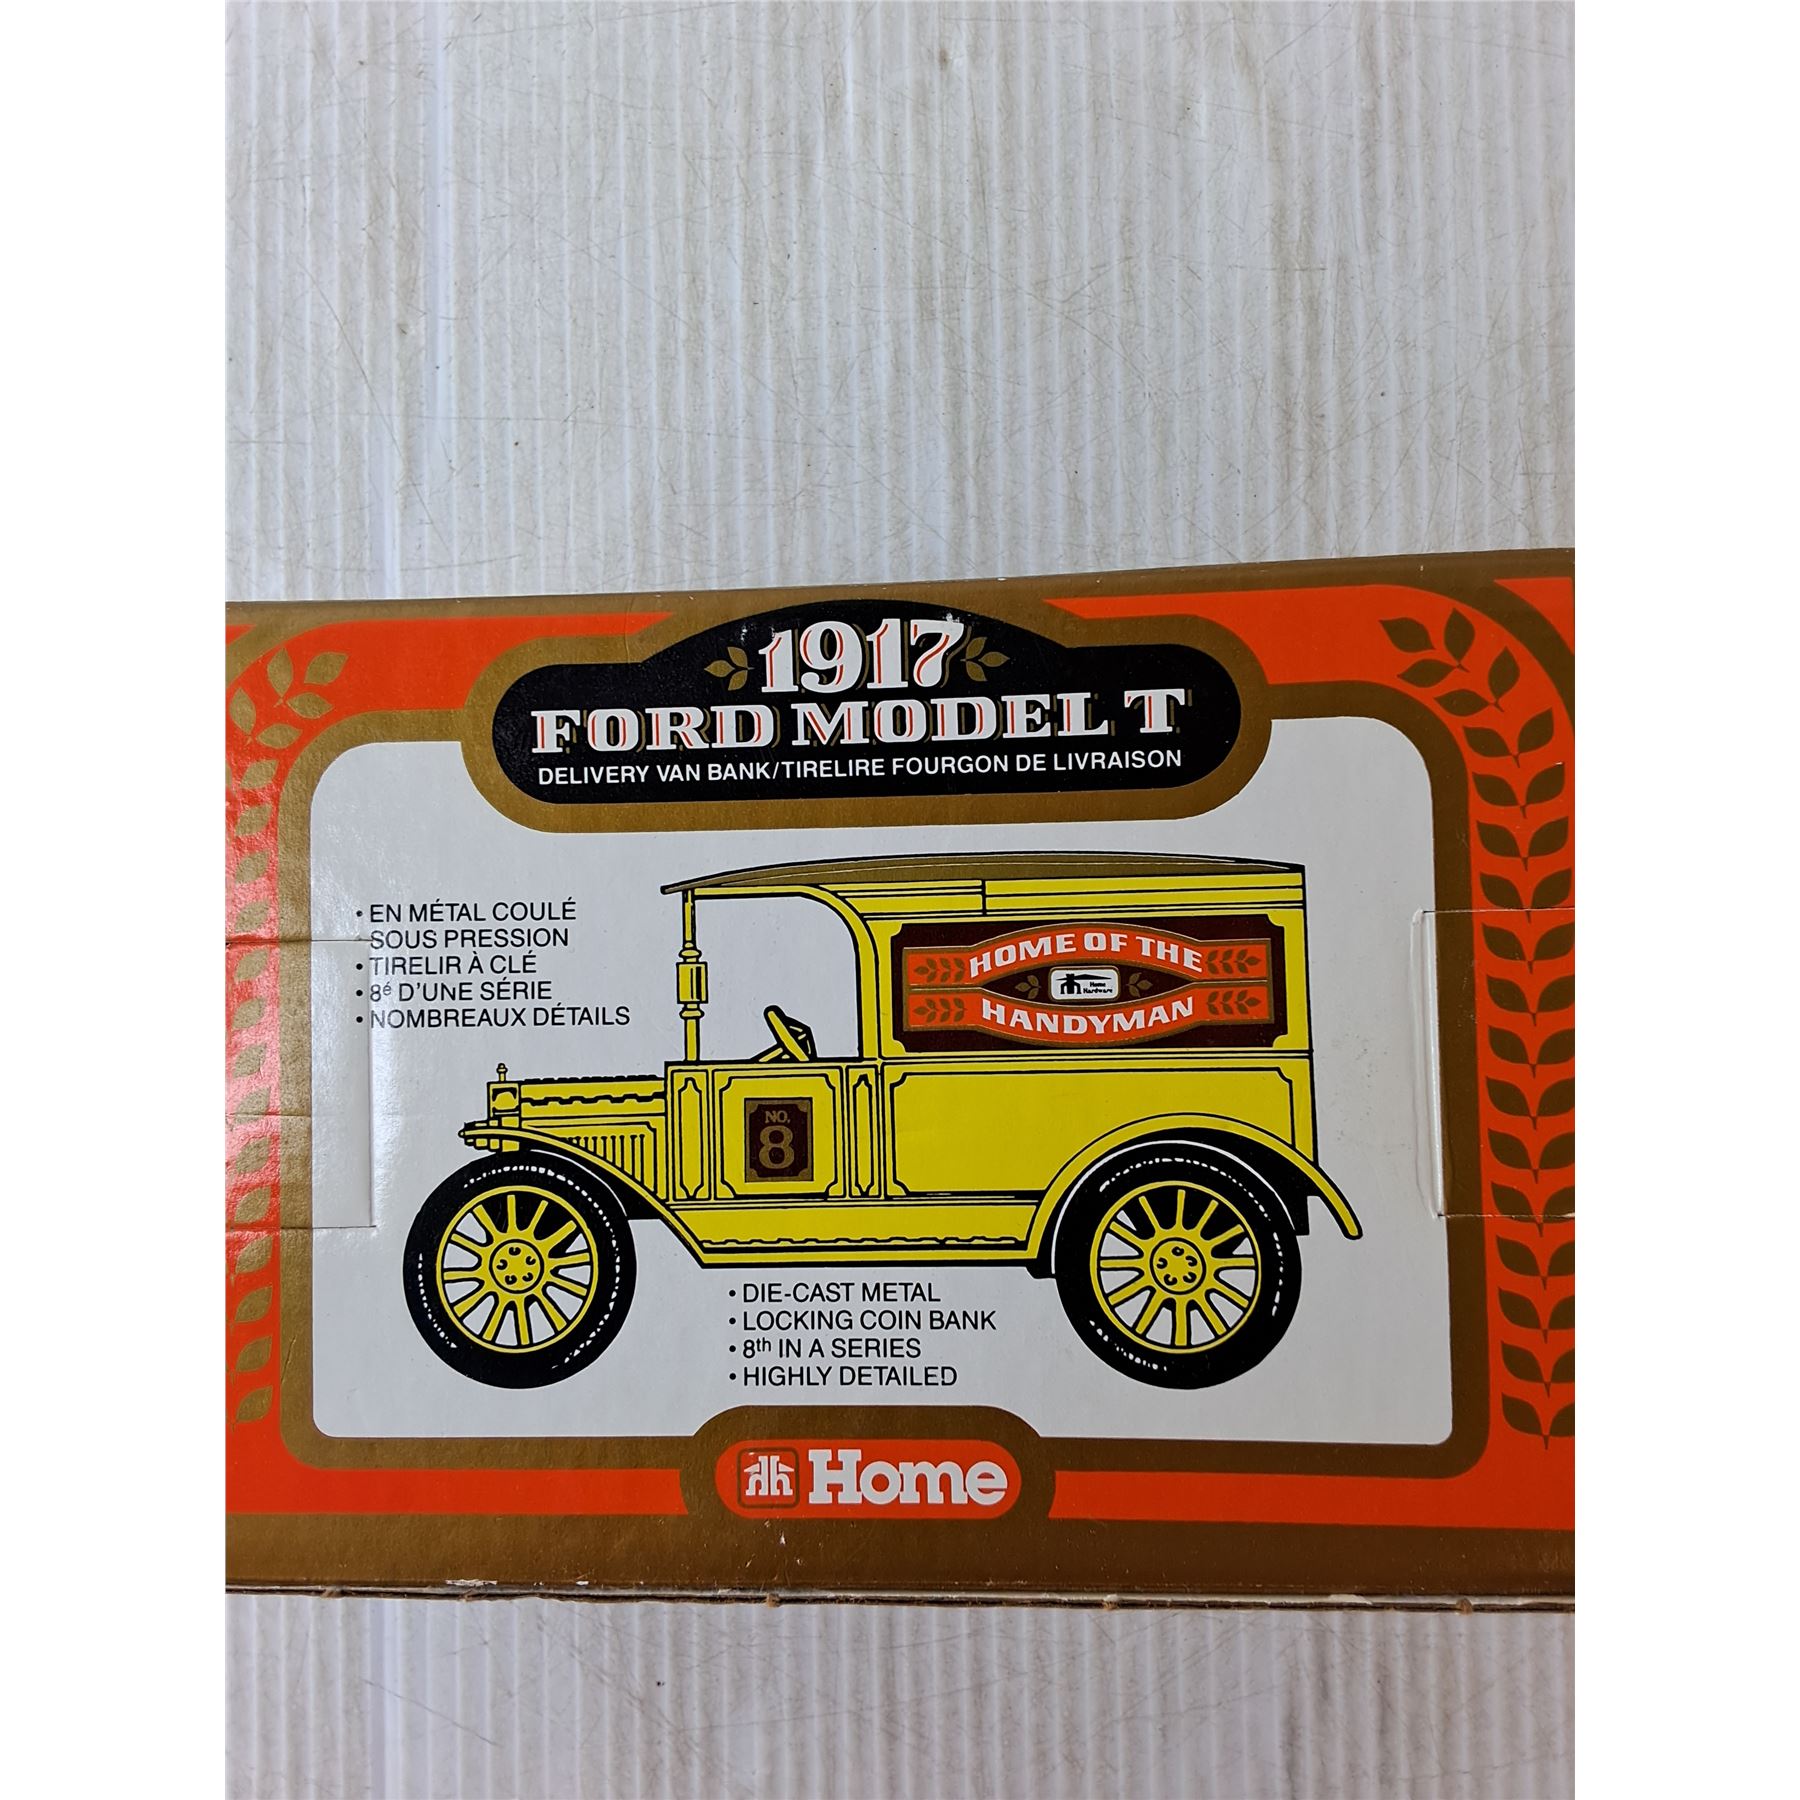 1917
FORD MODEL T
DELIVERY VAN BANK/TIRELIRE FOURGON DE LIVRAISON
• EN MÉTAL COULÉ
SOUS PRESSION
• TIRELIR À CLÉ
• 8é D'UNE SÉRIE
• NOMBREAUX DÉTAILS
HOME OF THE
Home
Hardware
HANDYMAN
NO.
8
• DIE-CAST METAL
• LOCKING COIN BANK
• 8th IN A SERIES
• HIGHLY DETAILED
Home